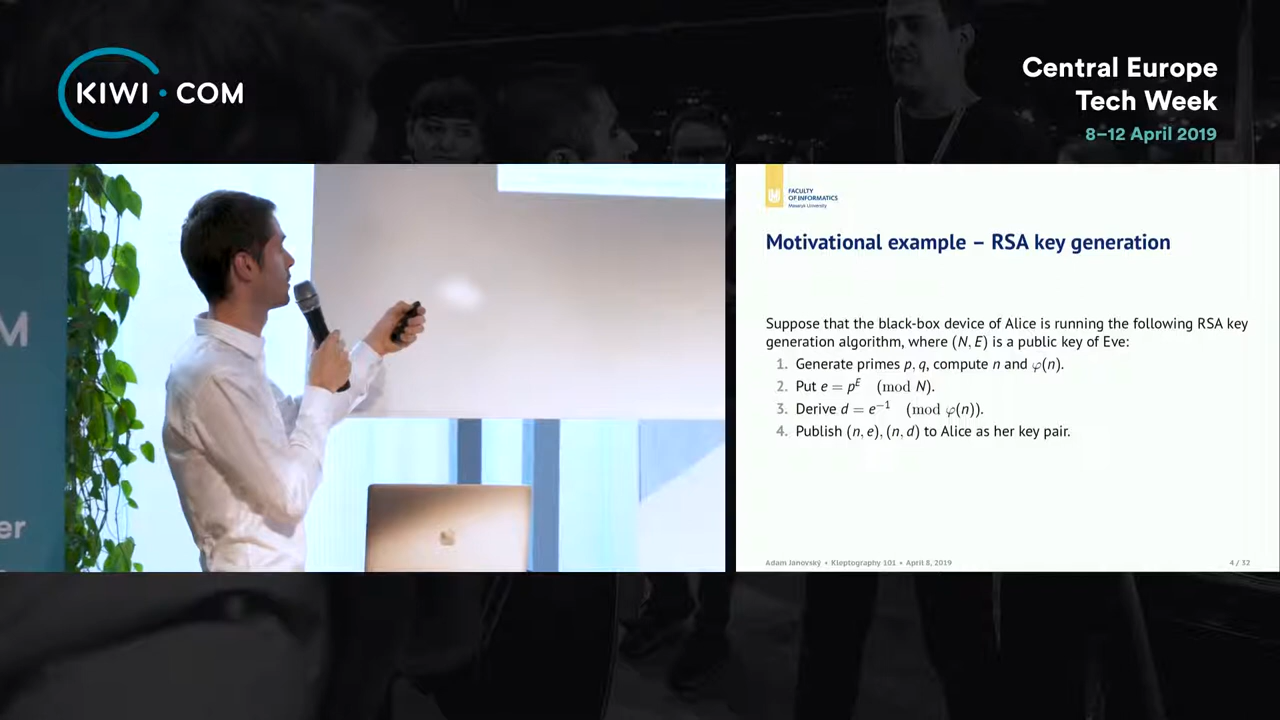 KIWI·COM
Central Europe
Tech Week
8–12 April 2019
M
er
FACULTY
OF INFORMATICS
Masaryk University
Motivational example – RSA key generation
Suppose that the black-box device of Alice is running the following RSA key
generation algorithm, where (N, E) is a public key of Eve:
1. Generate primes p, q, compute n and φ(n).
2. Put e = p^E (mod N).
3. Derive d = e^−1 (mod φ(n)).
4. Publish (n, e), (n, d) to Alice as her key pair.
Adam Janovský • Kleptography 101 • April 8, 2019
4 / 32